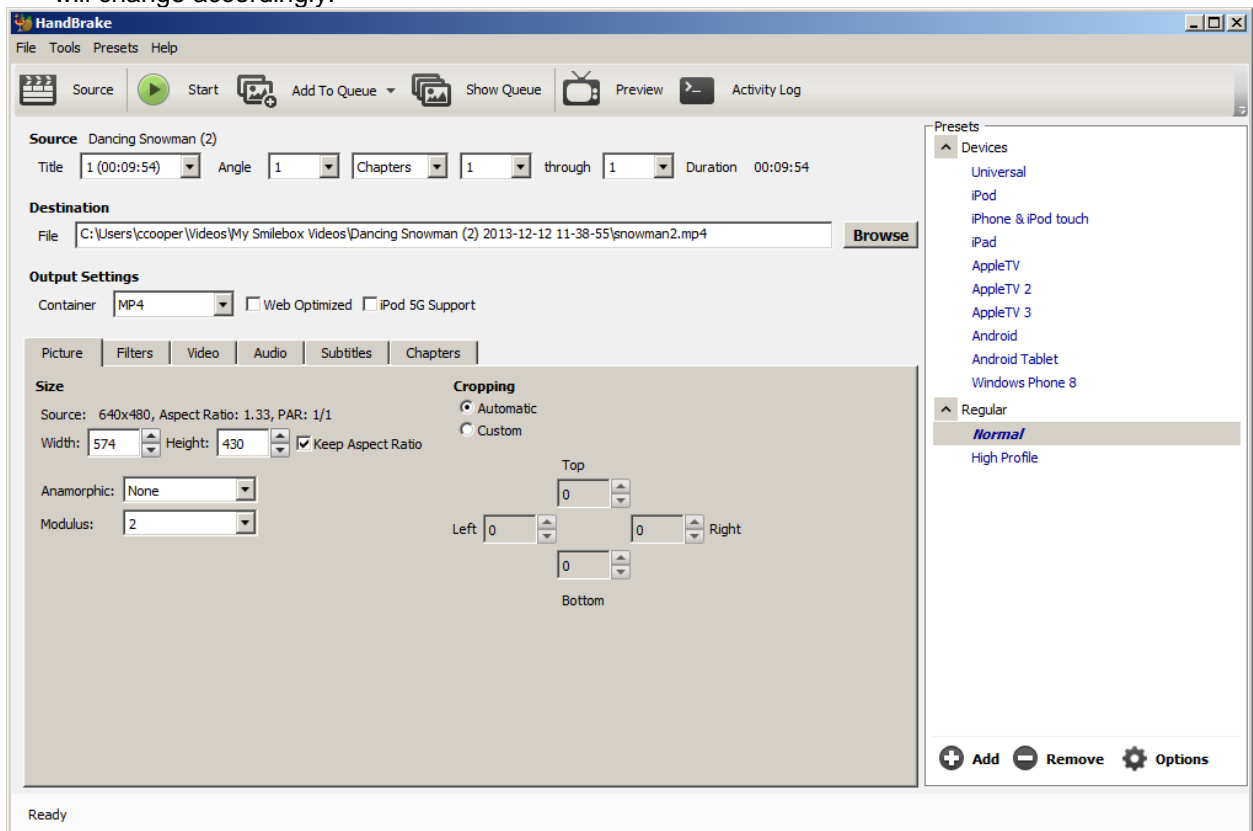 will change accordingly.
HandBrake
File Tools Presets Help
Source Start Add To Queue Show Queue Preview Activity Log
Source Dancing Snowman (2)
Title 1 (00:09:54) Angle 1 Chapters 1 through 1 Duration 00:09:54
Destination
File C:\Users\ccooper\Videos\My Smilebox Videos\Dancing Snowman (2) 2013-12-12 11-38-55\snowman2.mp4 Browse
Output Settings
Container MP4 Web Optimized iPod 5G Support
Picture Filters Video Audio Subtitles Chapters
Size
Source: 640x480, Aspect Ratio: 1.33, PAR: 1/1
Width: 574 Height: 430 Keep Aspect Ratio
Anamorphic: None
Modulus: 2
Cropping
Automatic
Custom
Top
0
Left 0 0 Right
0
Bottom
Presets
Devices
Universal
iPod
iPhone & iPod touch
iPad
AppleTV
AppleTV 2
AppleTV 3
Android
Android Tablet
Windows Phone 8
Regular
Normal
High Profile
Add Remove Options
Ready